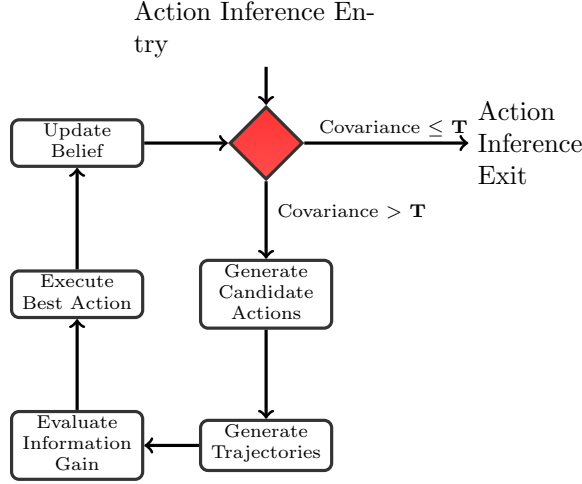 Action Inference En-
try
Update
Belief
Covariance ≤ T
Action
Inference
Exit
Covariance > T
Generate
Candidate
Actions
Execute
Best Action
Evaluate
Information
Gain
Generate
Trajectories